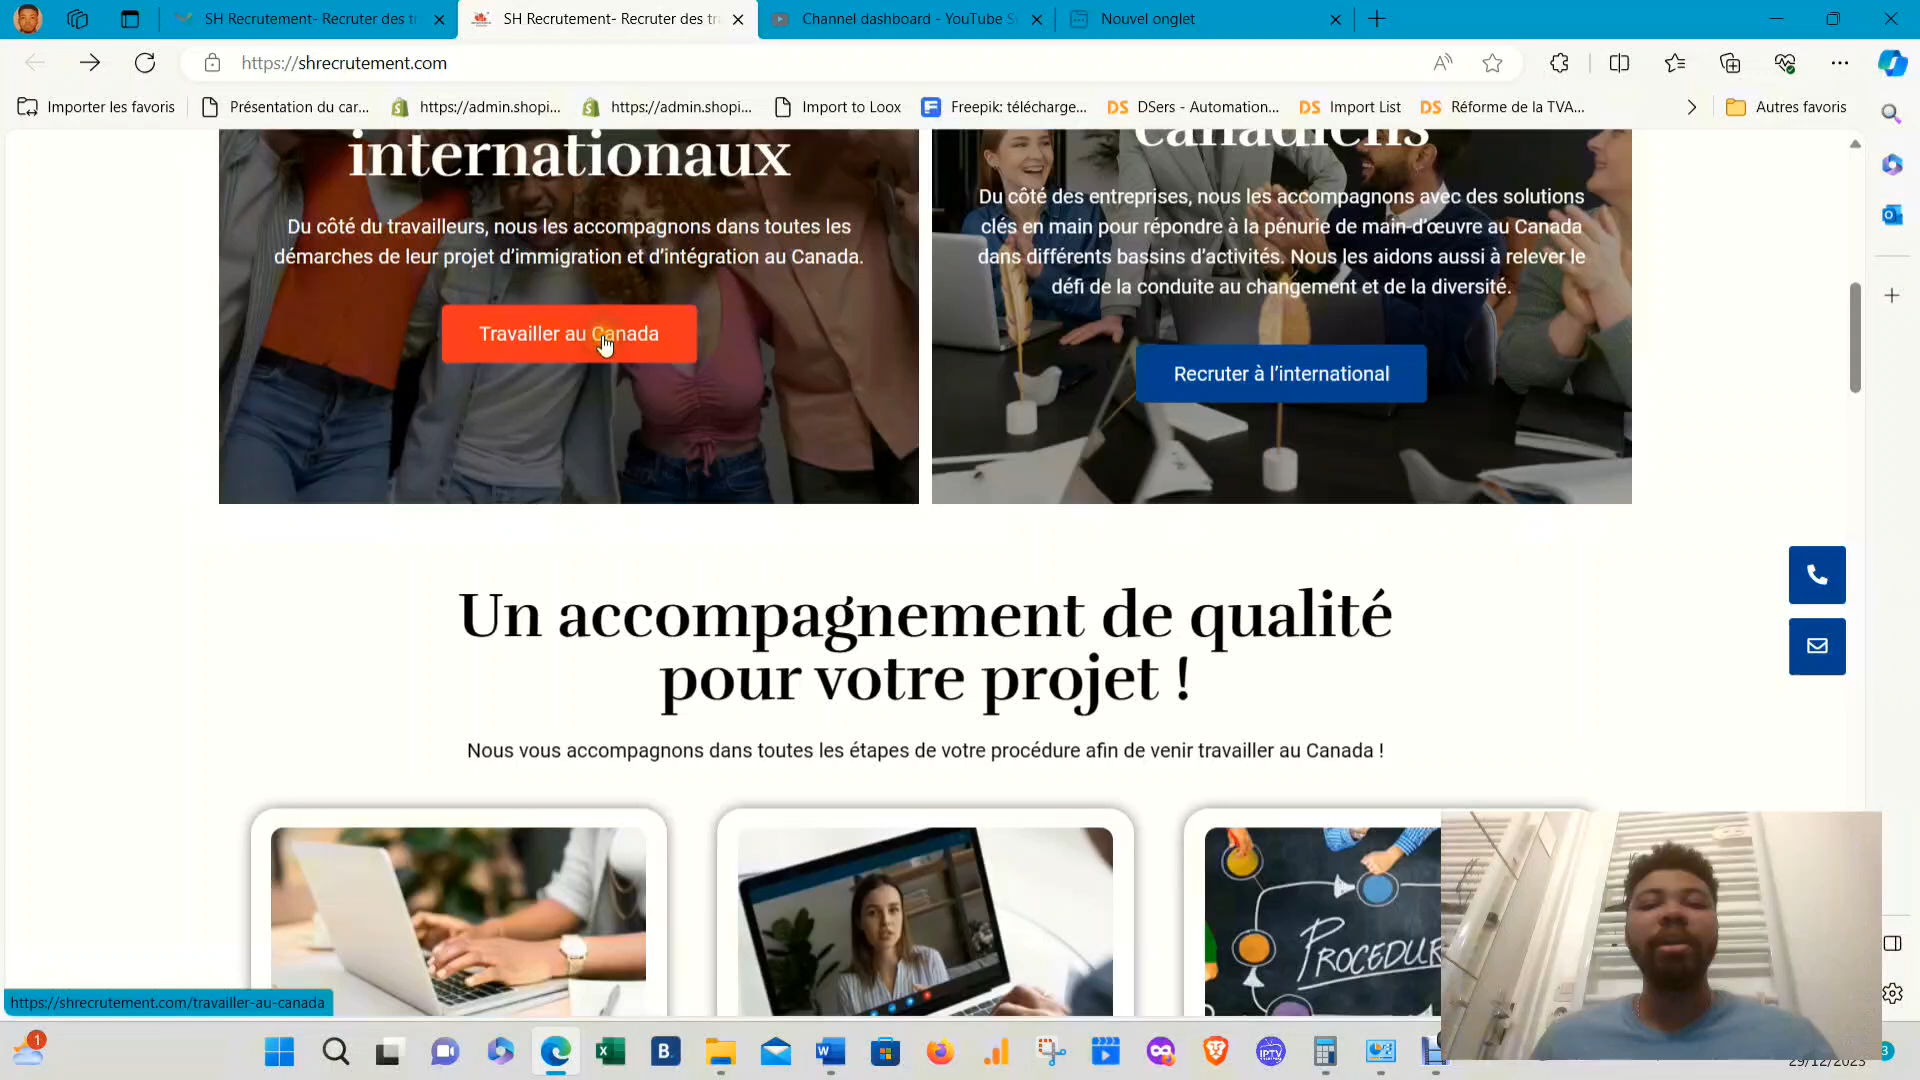 SH Recrutement- Recruter des tr
SH Recrutement- Recruter des tra
Channel dashboard - YouTube S
Nouvel onglet
https://shrecrutement.com
Importer les favoris
Présentation du car...
https://admin.shopi...
https://admin.shopi...
Import to Loox
Freepik: télécharge...
DS
DSers - Automation...
DS
Import List
DS
Réforme de la TVA...
Autres favoris
internationaux
Du côté du travailleurs, nous les accompagnons dans toutes les
démarches de leur projet d’immigration et d’intégration au Canada.
Travailler au Canada
canadiens
Du côté des entreprises, nous les accompagnons avec des solutions
clés en main pour répondre à la pénurie de main-d’œuvre au Canada
dans différents bassins d’activités. Nous les aidons aussi à relever le
défi de la conduite au changement et de la diversité.
Recruter à l’international
Un accompagnement de qualité
pour votre projet !
Nous vous accompagnons dans toutes les étapes de votre procédure afin de venir travailler au Canada !
PROCEDUR
https://shrecrutement.com/travailler-au-canada
1
B.
IPTV
29/12/2023
3